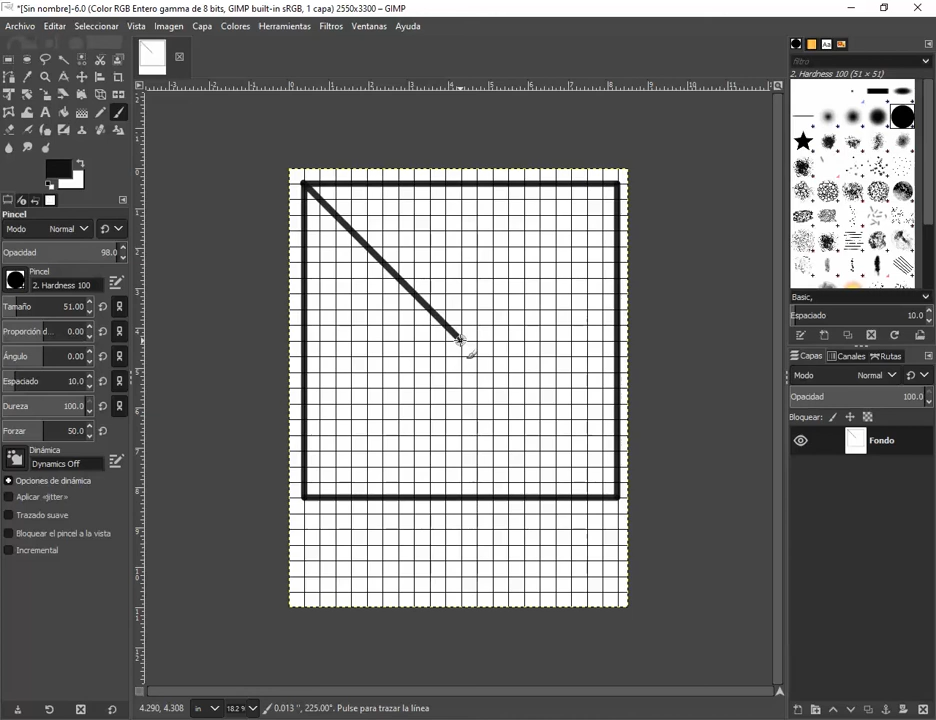 *[Sin nombre]-6.0 (Color RGB Entero gamma de 8 bits, GIMP built-in sRGB, 1 capa) 2550x3300 – GIMP
Archivo Editar Seleccionar Vista Imagen Capa Colores Herramientas Filtros Ventanas Ayuda
filtro
2. Hardness 100 (51 × 51)
Pincel
Modo Normal
Opacidad 98.0
Pincel
2. Hardness 100
Tamaño 51.00
Proporción d... 0.00
Ángulo 0.00
Espaciado 10.0
Dureza 100.0
Forzar 50.0
Dinámica
Dynamics Off
Opciones de dinámica
Aplicar «jitter»
Trazado suave
Bloquear el pincel a la vista
Incremental
Basic,
Espaciado 10.0
Capas Canales Rutas
Modo Normal
Opacidad 100.0
Bloquear:
Fondo
4.290, 4.308 in 18.2 % 0.013 ", 225.00°. Pulse para trazar la línea